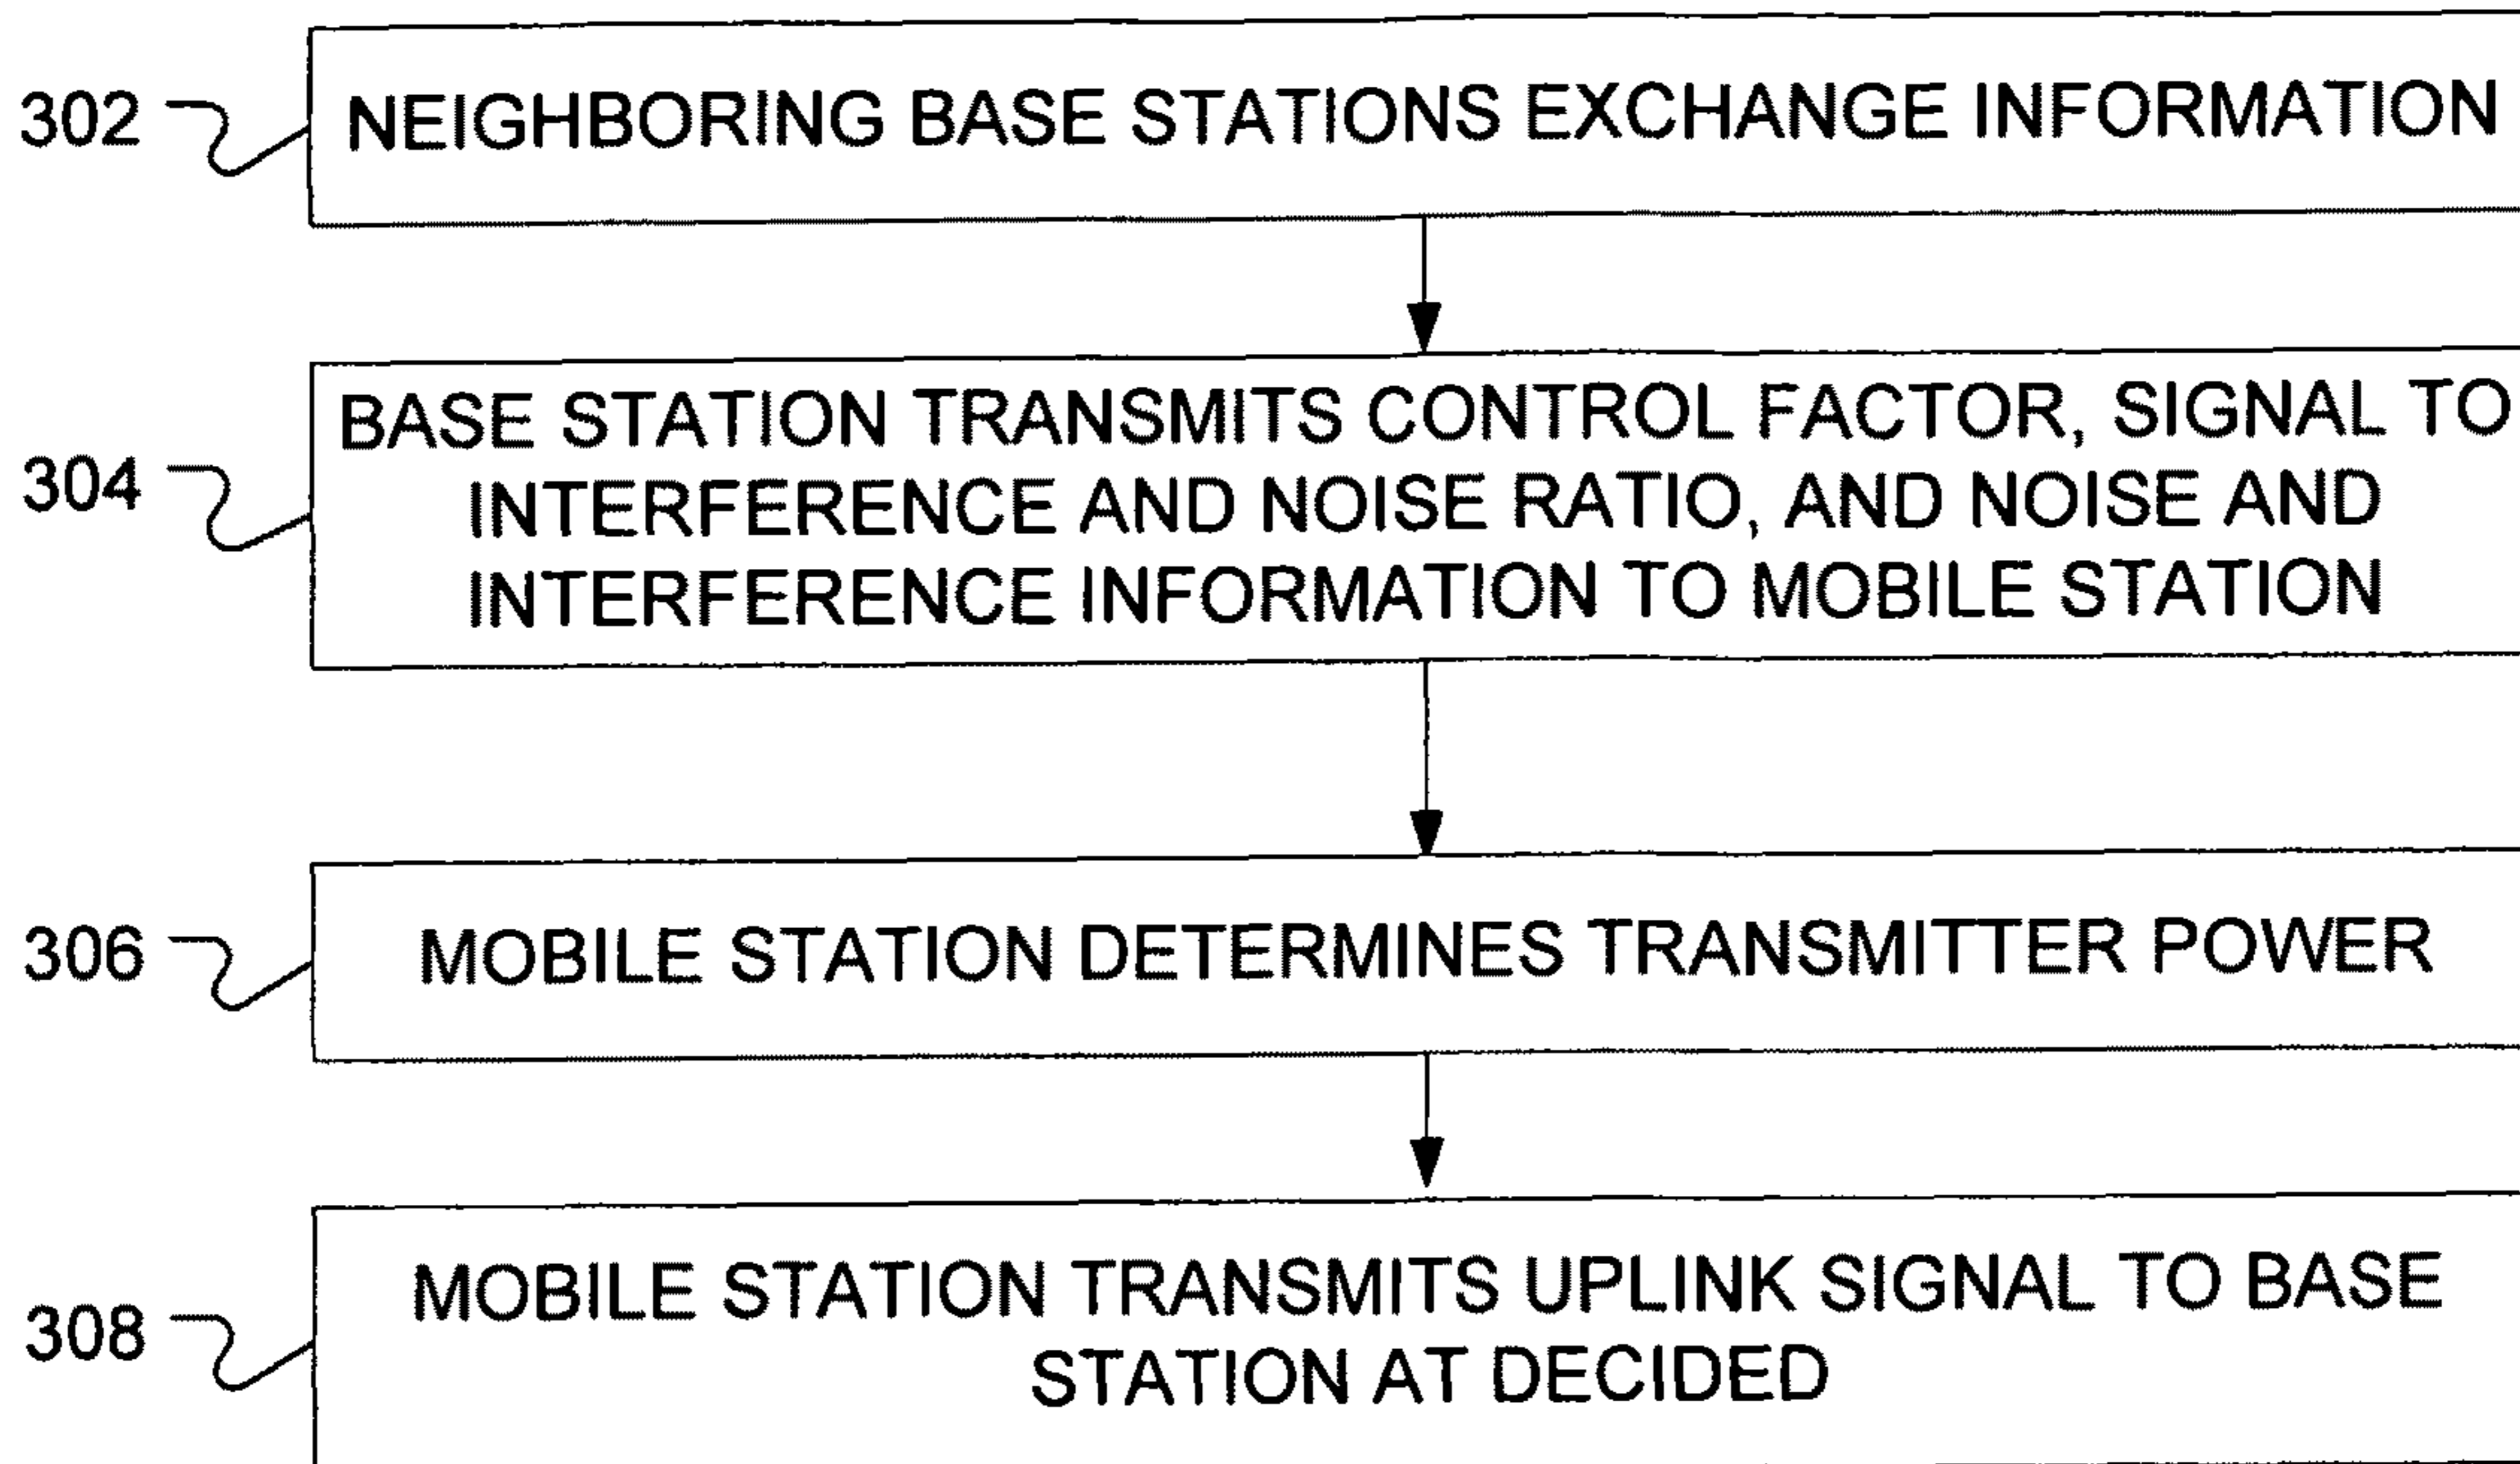 302 NEIGHBORING BASE STATIONS EXCHANGE INFORMATION
304
BASE STATION TRANSMITS CONTROL FACTOR, SIGNAL TO
INTERFERENCE AND NOISE RATIO, AND NOISE AND
INTERFERENCE INFORMATION TO MOBILE STATION
306 MOBILE STATION DETERMINES TRANSMITTER POWER
308
MOBILE STATION TRANSMITS UPLINK SIGNAL TO BASE
STATION AT DECIDED